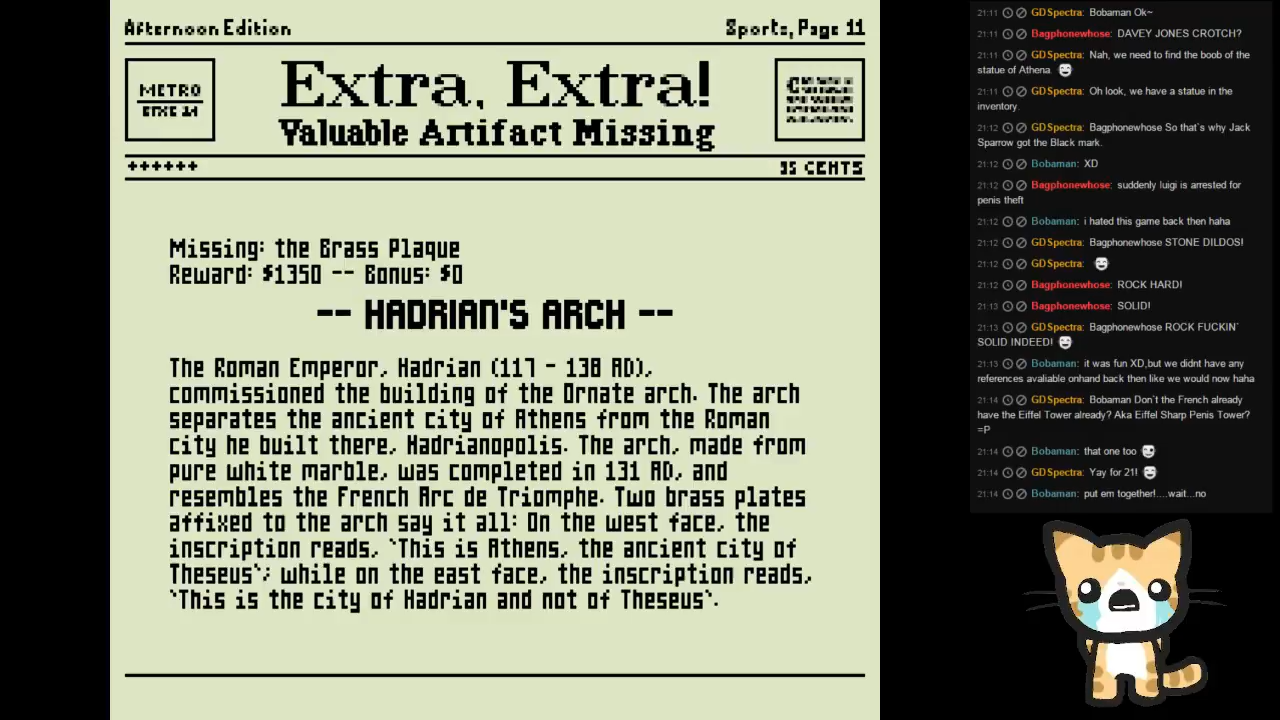 Afternoon Edition
Sports, Page 11
METRO
Extra, Extra!
Valuable Artifact Missing
++++++
35 CENTS
Missing: the Brass Plaque
Reward: $1350 -- Bonus: $0
-- HADRIAN'S ARCH --
The Roman Emperor, Hadrian (117 - 138 AD),
commissioned the building of the Ornate arch. The arch
separates the ancient city of Athens from the Roman
city he built there, Hadrianopolis. The arch, made from
pure white marble, was completed in 131 AD, and
resembles the French Arc de Triomphe. Two brass plates
affixed to the arch say it all: On the west face, the
inscription reads, `This is Athens, the ancient city of
Theseus`; while on the east face, the inscription reads,
`This is the city of Hadrian and not of Theseus`.
21:11 GDSpectra: Bobaman Ok~
21:11 Bagphonewhose: DAVEY JONES CROTCH?
21:11 GDSpectra: Nah, we need to find the boob of the
statue of Athena.
21:11 GDSpectra: Oh look, we have a statue in the
inventory.
21:12 GDSpectra: Bagphonewhose So that`s why Jack
Sparrow got the Black mark.
21:12 Bobaman: XD
21:12 Bagphonewhose: suddenly luigi is arrested for
penis theft
21:12 Bobaman: i hated this game back then haha
21:12 GDSpectra: Bagphonewhose STONE DILDOS!
21:12 GDSpectra:
21:12 Bagphonewhose: ROCK HARD!
21:13 Bagphonewhose: SOLID!
21:13 GDSpectra: Bagphonewhose ROCK FUCKIN`
SOLID INDEED!
21:13 Bobaman: it was fun XD,but we didnt have any
references avaliable onhand back then like we would now haha
21:14 GDSpectra: Bobaman Don`t the French already
have the Eiffel Tower already? Aka Eiffel Sharp Penis Tower?
=P
21:14 Bobaman: that one too
21:14 GDSpectra: Yay for 21!
21:14 Bobaman: put em together!....wait...no